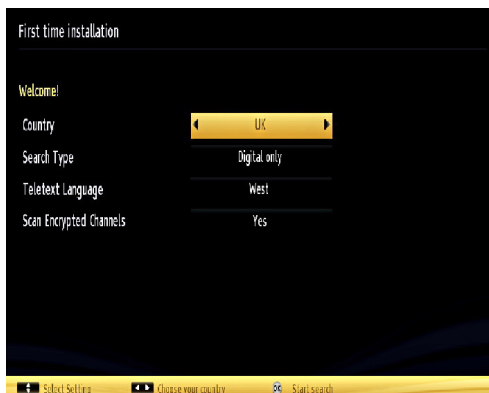 First time installation
Welcome!
Country UK
Search Type Digital only
Teletext Language West
Scan Encrypted Channels Yes
Select Setting Choose your country OK Start search